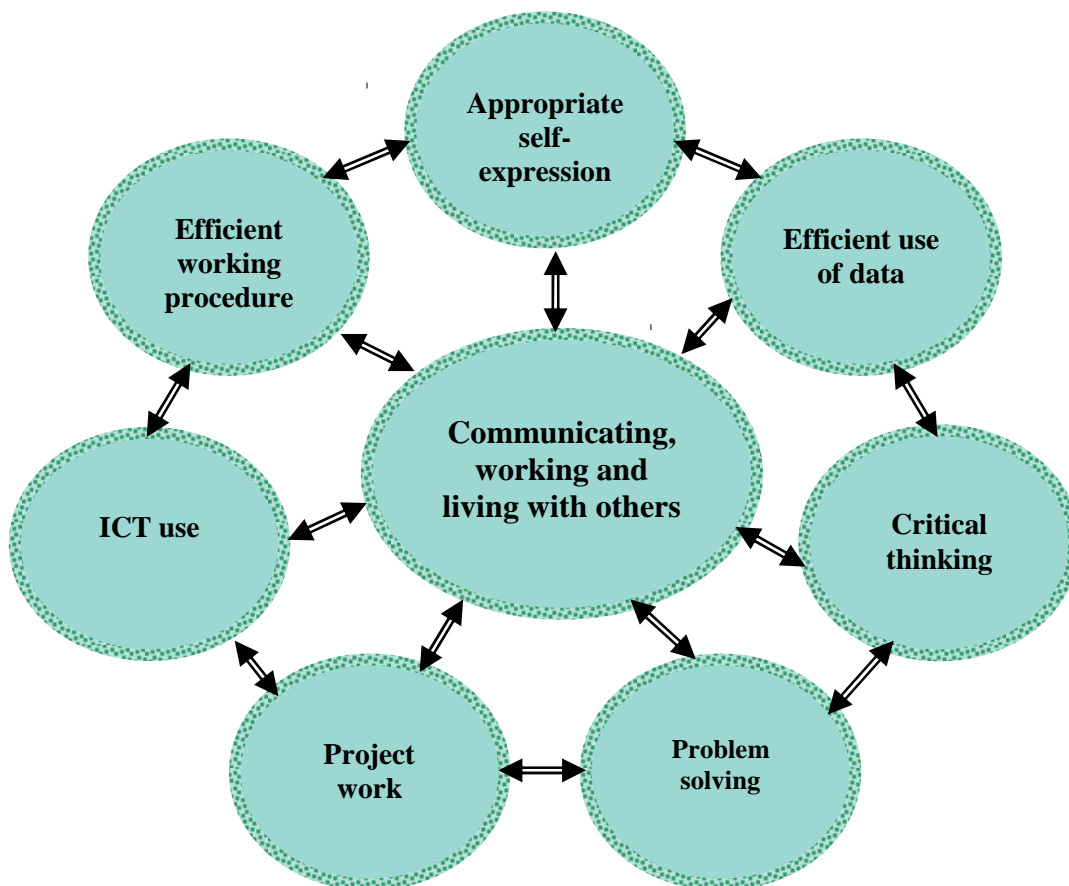 Appropriate
self-
expression
Efficient
working
procedure
Efficient use
of data
Communicating,
working and
living with others
ICT use
Critical
thinking
Project
work
Problem
solving